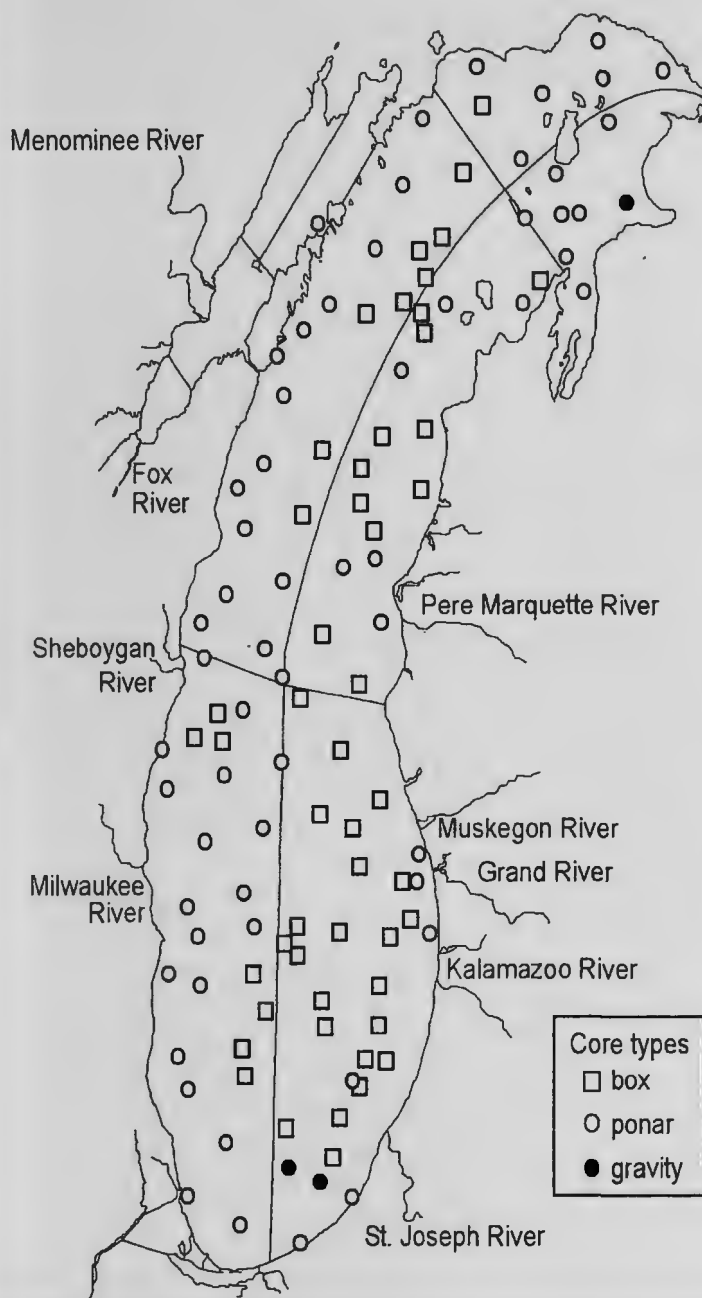 Menominee River
Fox
River
Pere Marquette River
Sheboygan
River
Muskegon River
Grand River
Milwaukee
River
Kalamazoo River
Core types
box
ponar
gravity
St. Joseph River